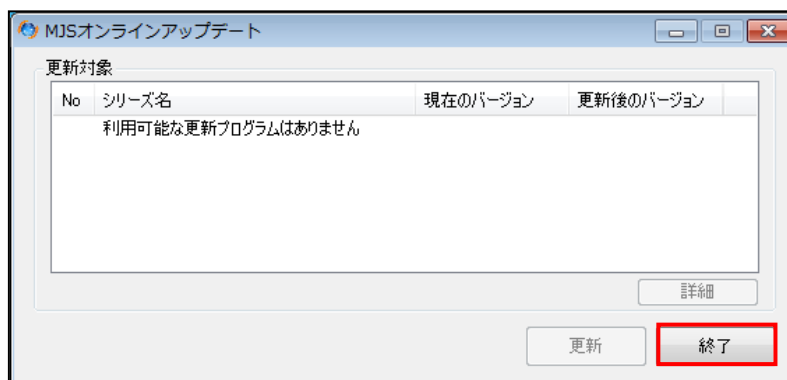 MJSオンラインアップデート
更新対象
No シリーズ名 現在のバージョン 更新後のバージョン
利用可能な更新プログラムはありません
詳細
更新 終了